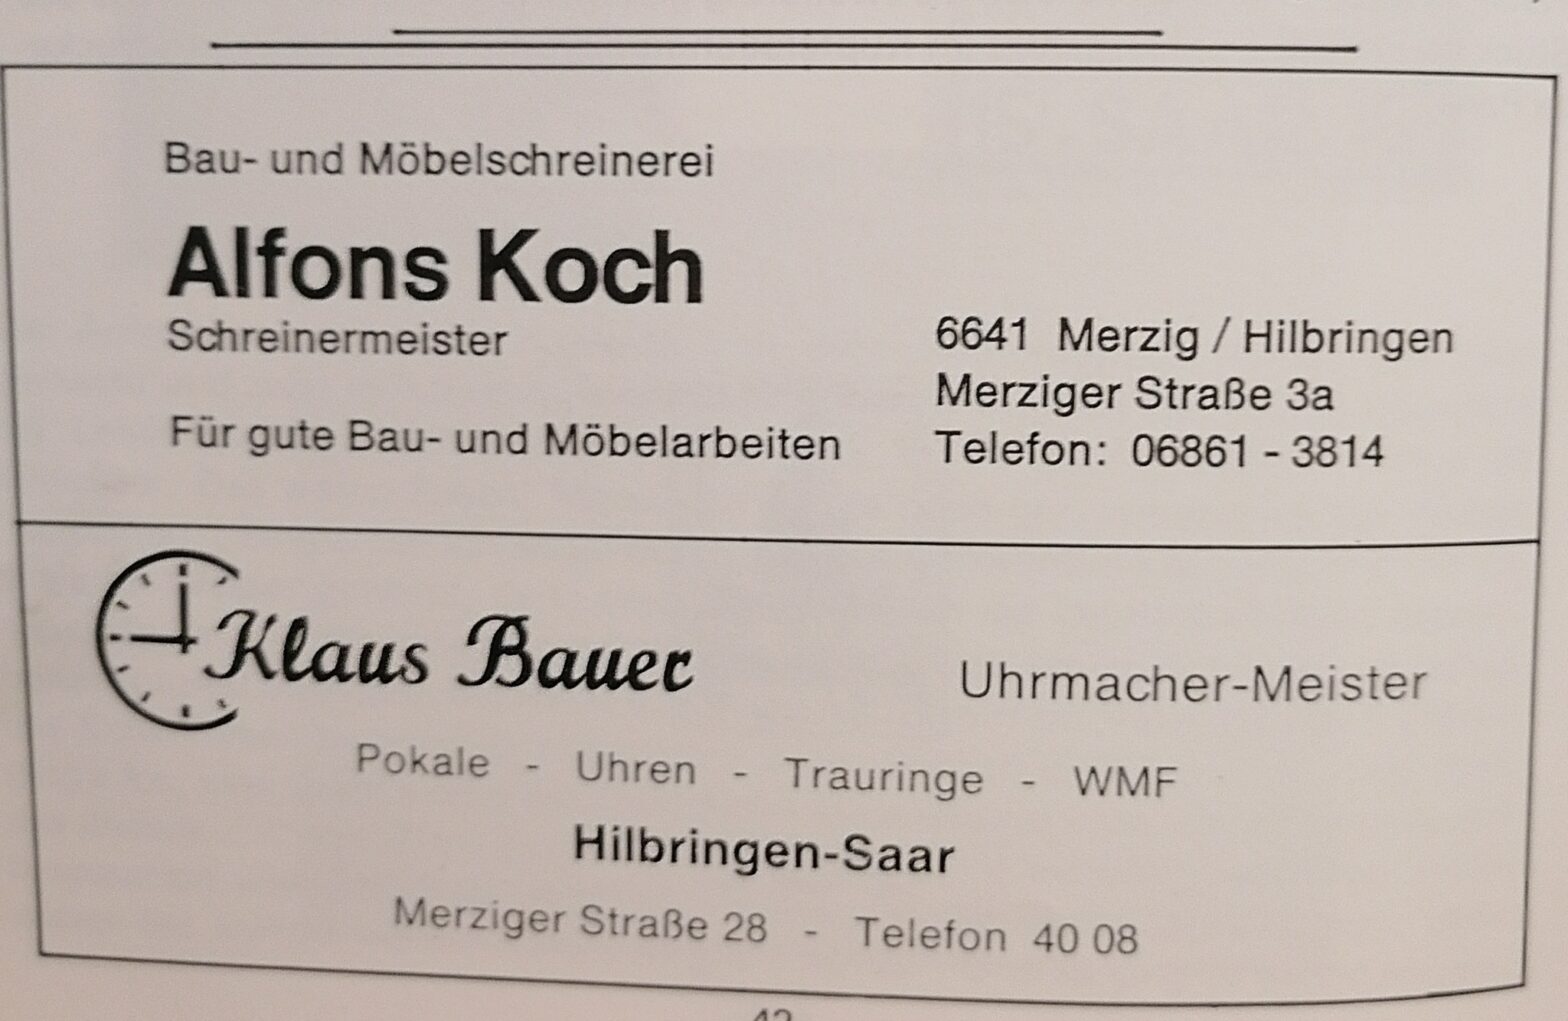 Bau- und Möbelschreinerei
Alfons Koch
Schreinermeister
Für gute Bau- und Möbelarbeiten
6641 Merzig / Hilbringen
Merziger Straße 3a
Telefon: 06861 - 3814
Klaus Bauer
Uhrmacher-Meister
Pokale - Uhren - Trauringe - WMF
Hilbringen-Saar
Merziger Straße 28 - Telefon 40 08